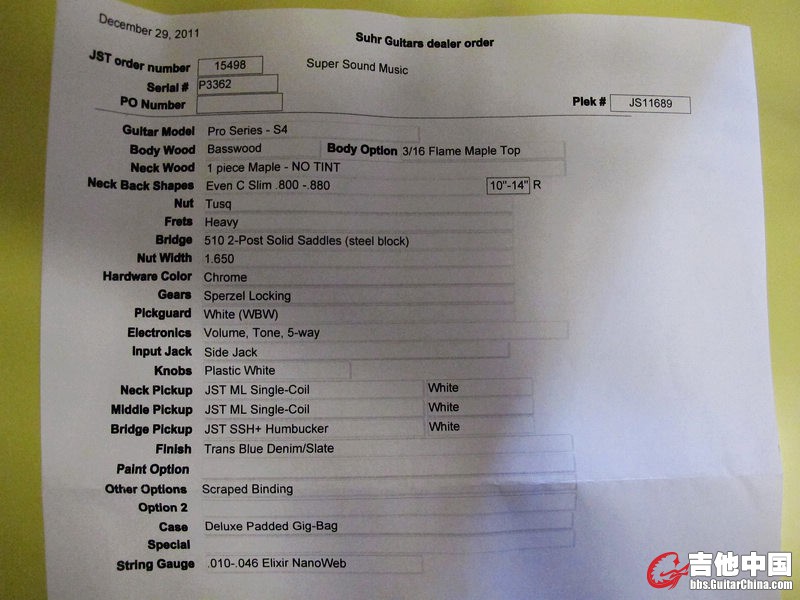 December 29, 2011
Suhr Guitars dealer order
JST order number 15498 Super Sound Music
Serial # P3362
PO Number Plek # JS11689
Guitar Model Pro Series - S4
Body Wood Basswood Body Option 3/16 Flame Maple Top
Neck Wood 1 piece Maple - NO TINT
Neck Back Shapes Even C Slim .800 -.880 10"-14" R
Nut Tusq
Frets Heavy
Bridge 510 2-Post Solid Saddles (steel block)
Nut Width 1.650
Hardware Color Chrome
Gears Sperzel Locking
Pickguard White (WBW)
Electronics Volume, Tone, 5-way
Input Jack Side Jack
Knobs Plastic White
Neck Pickup JST ML Single-Coil White
Middle Pickup JST ML Single-Coil White
Bridge Pickup JST SSH+ Humbucker White
Finish Trans Blue Denim/Slate
Paint Option
Other Options Scraped Binding
Option 2
Case Deluxe Padded Gig-Bag
Special
String Gauge .010-.046 Elixir NanoWeb
吉他中国
bbs.GuitarChina.com